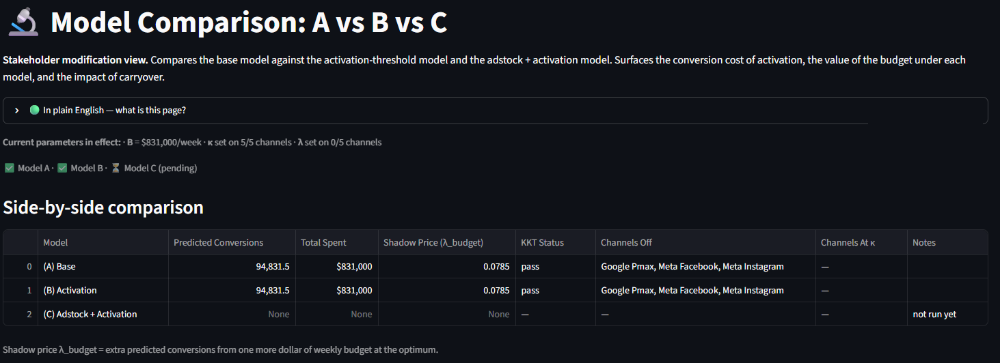 Model Comparison: A vs B vs C
Stakeholder modification view. Compares the base model against the activation-threshold model and the adstock + activation model. Surfaces the conversion cost of activation, the value of the budget under each
model, and the impact of carryover.
In plain English — what is this page?
Current parameters in effect: · B = $831,000/week · κ set on 5/5 channels · λ set on 0/5 channels
✅ Model A · ✅ Model B · ⏳ Model C (pending)
Side-by-side comparison
Model Predicted Conversions Total Spent Shadow Price (λ_budget) KKT Status Channels Off Channels At κ Notes
0 (A) Base 94,831.5 $831,000 0.0785 pass Google Pmax, Meta Facebook, Meta Instagram —
1 (B) Activation 94,831.5 $831,000 0.0785 pass Google Pmax, Meta Facebook, Meta Instagram —
2 (C) Adstock + Activation None None None — — — not run yet
Shadow price λ_budget = extra predicted conversions from one more dollar of weekly budget at the optimum.